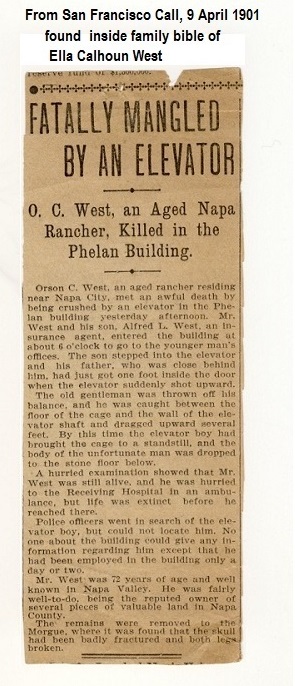 From San Francisco Call, 9 April 1901
found inside family bible of
Ella Calhoun West
reserve fund of $7,000,000.
FATALLY MANGLED
BY AN ELEVATOR
O. C. West, an Aged Napa
Rancher, Killed in the
Phelan Building.
Orson C. West, an aged rancher residing
near Napa City, met an awful death by
being crushed by an elevator in the Phe-
lan building yesterday afternoon. Mr.
West and his son, Alfred L. West, an in-
surance agent, entered the building at
about 6 o'clock to go to the younger man's
offices. The son stepped into the elevator
and his father, who was close behind
him, had just got one foot inside the door
when the elevator suddenly shot upward.
The old gentleman was thrown off his
balance, and he was caught between the
floor of the cage and the wall of the ele-
vator shaft and dragged upward several
feet. By this time the elevator boy had
brought the cage to a standstill, and the
body of the unfortunate man was dropped
to the stone floor below.
A hurried examination showed that Mr.
West was still alive, and he was hurried
to the Receiving Hospital in an ambu-
lance, but life was extinct before he
reached there.
Police officers went in search of the ele-
vator boy, but could not locate him. No
one about the building could give any in-
formation regarding him except that he
had been employed in the building only a
day or two.
Mr. West was 72 years of age and well
known in Napa Valley. He was fairly
well-to-do, being the reputed owner of
several pieces of valuable land in Napa
County.
The remains were removed to the
Morgue, where it was found that the skull
had been badly fractured and both legs
broken.